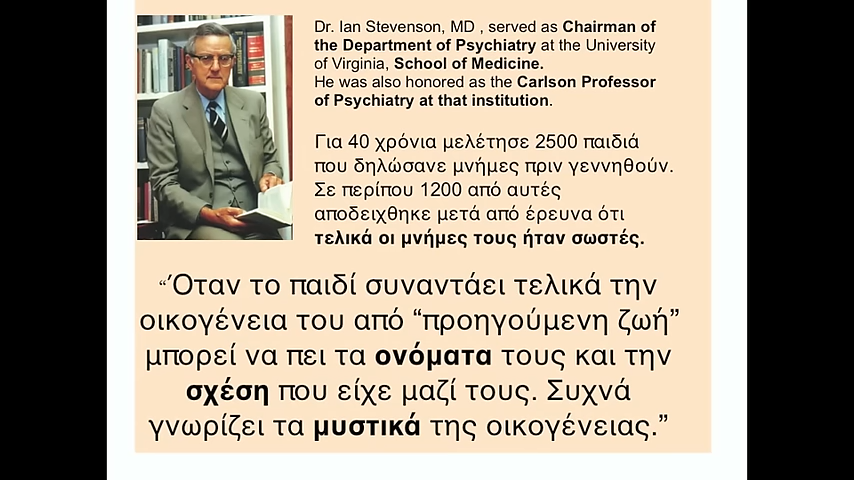 Dr. Ian Stevenson, MD , served as Chairman of
the Department of Psychiatry at the University
of Virginia, School of Medicine.
He was also honored as the Carlson Professor
of Psychiatry at that institution.
Για 40 χρόνια μελέτησε 2500 παιδιά
που δηλώσανε μνήμες πριν γεννηθούν.
Σε περίπου 1200 από αυτές
αποδειχθηκε μετά από έρευνα ότι
τελικά οι μνήμες τους ήταν σωστές.
“Όταν το παιδί συναντάει τελικά την
οικογένεια του από “προηγούμενη ζωή”
μπορεί να πει τα ονόματα τους και την
σχέση που είχε μαζί τους. Συχνά
γνωρίζει τα μυστικά της οικογένειας.”